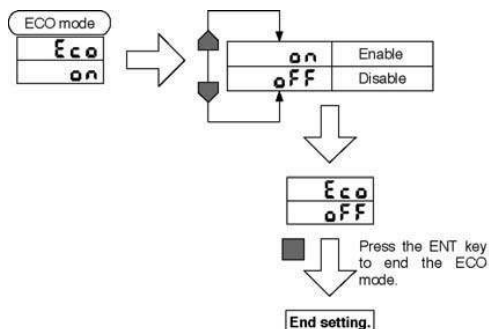 ECO mode
Eco
on
on Enable
oFF Disable
Eco
oFF
Press the ENT key
to end the ECO
mode.
End setting.